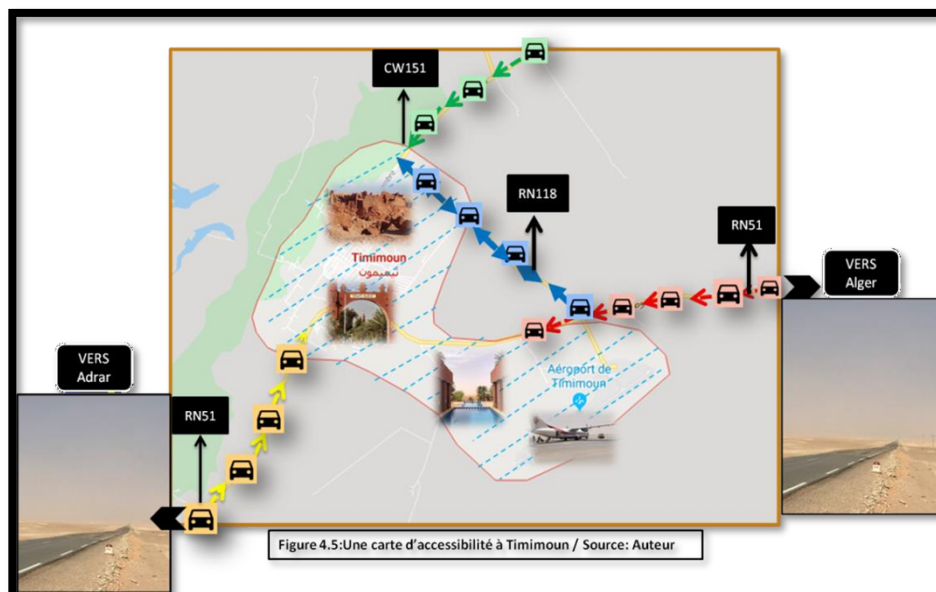 CW151
RN118
RN51
VERS
Alger
Timimoun
تيميمون
VERS
Adrar
Aéroport de
Timimoun
RN51
Figure 4.5:Une carte d'accessibilité à Timimoun / Source: Auteur